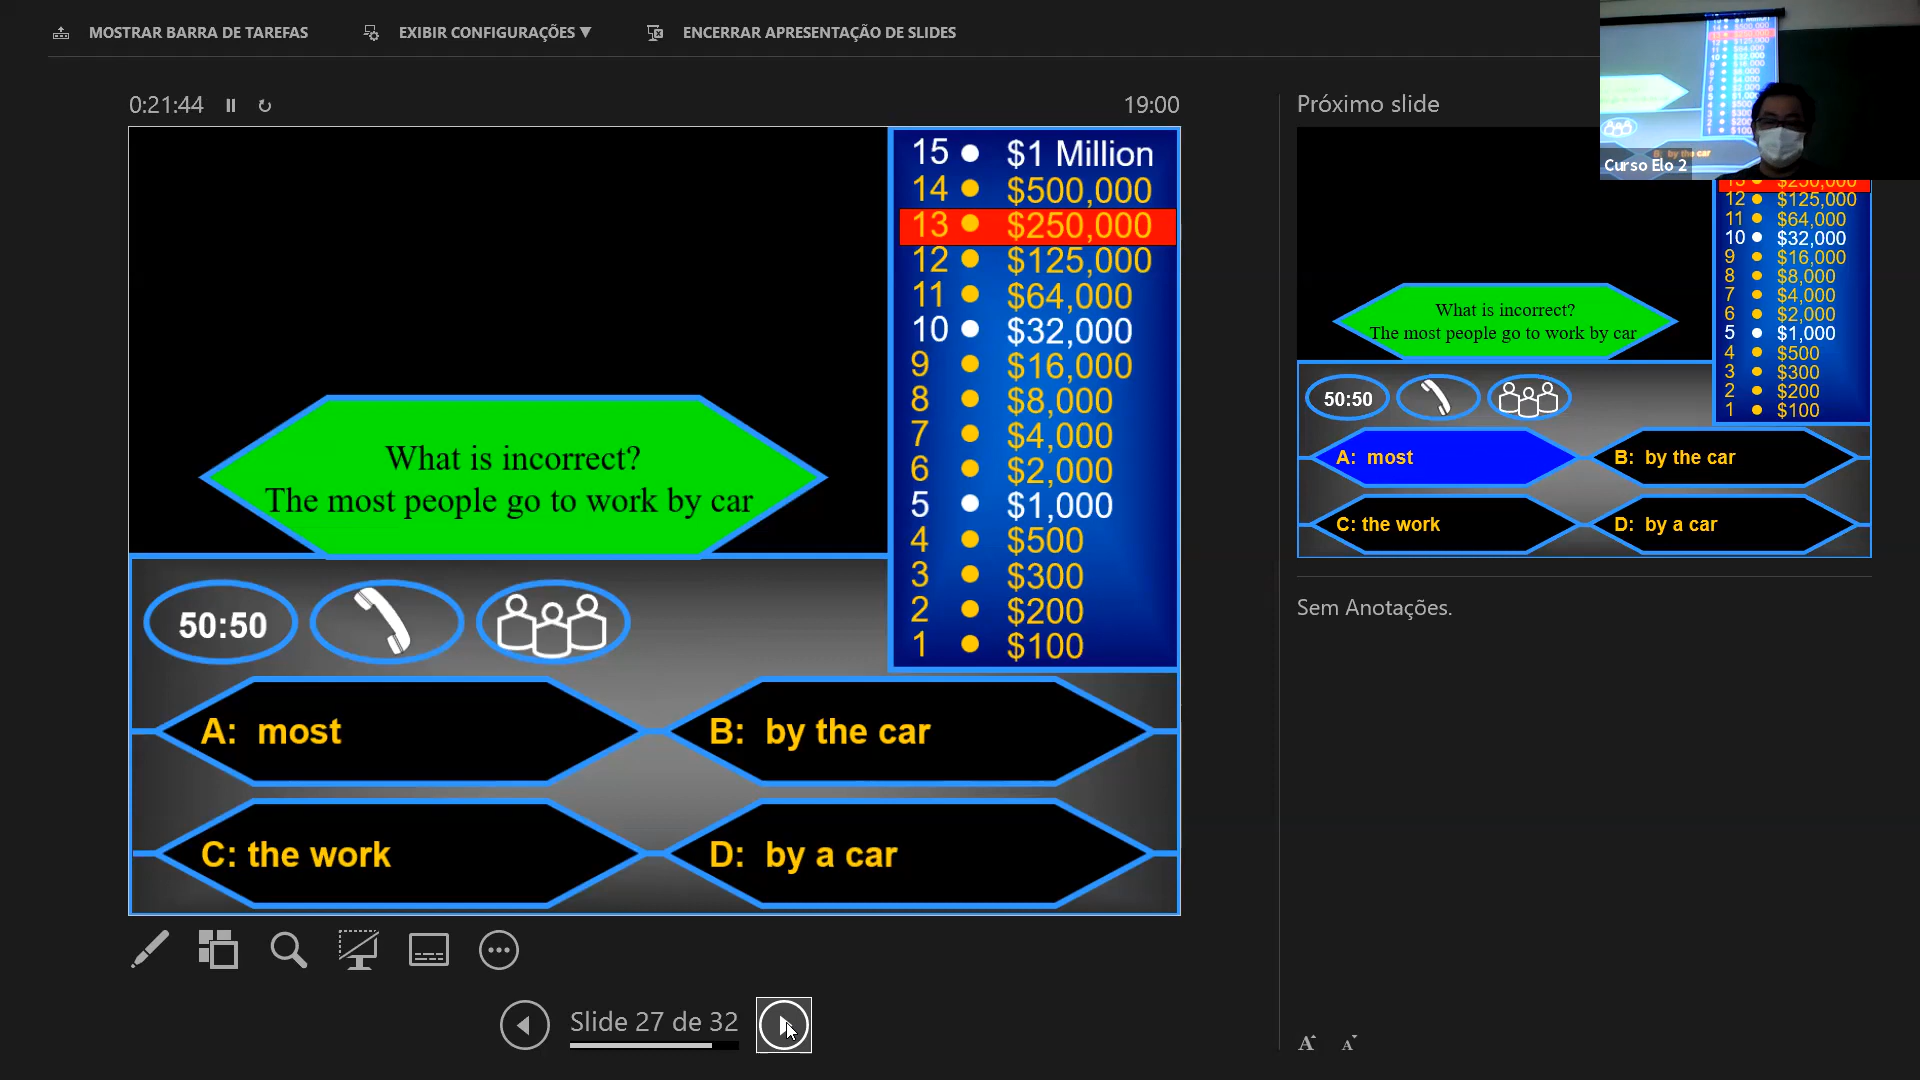 MOSTRAR BARRA DE TAREFAS
EXIBIR CONFIGURAÇÕES ▼
ENCERRAR APRESENTAÇÃO DE SLIDES
0:21:44
19:00
15 • $1 Million
14 • $500,000
13 • $250,000
12 • $125,000
11 • $64,000
10 • $32,000
9 • $16,000
8 • $8,000
7 • $4,000
6 • $2,000
5 • $1,000
4 • $500
3 • $300
2 • $200
1 • $100
What is incorrect?
The most people go to work by car
50:50
A: most
B: by the car
C: the work
D: by a car
Slide 27 de 32
Próximo slide
Curso Elo 2
13 • $250,000
12 • $125,000
11 • $64,000
10 • $32,000
9 • $16,000
8 • $8,000
7 • $4,000
6 • $2,000
5 • $1,000
4 • $500
3 • $300
2 • $200
1 • $100
What is incorrect?
The most people go to work by car
50:50
A: most
B: by the car
C: the work
D: by a car
Sem Anotações.
A A